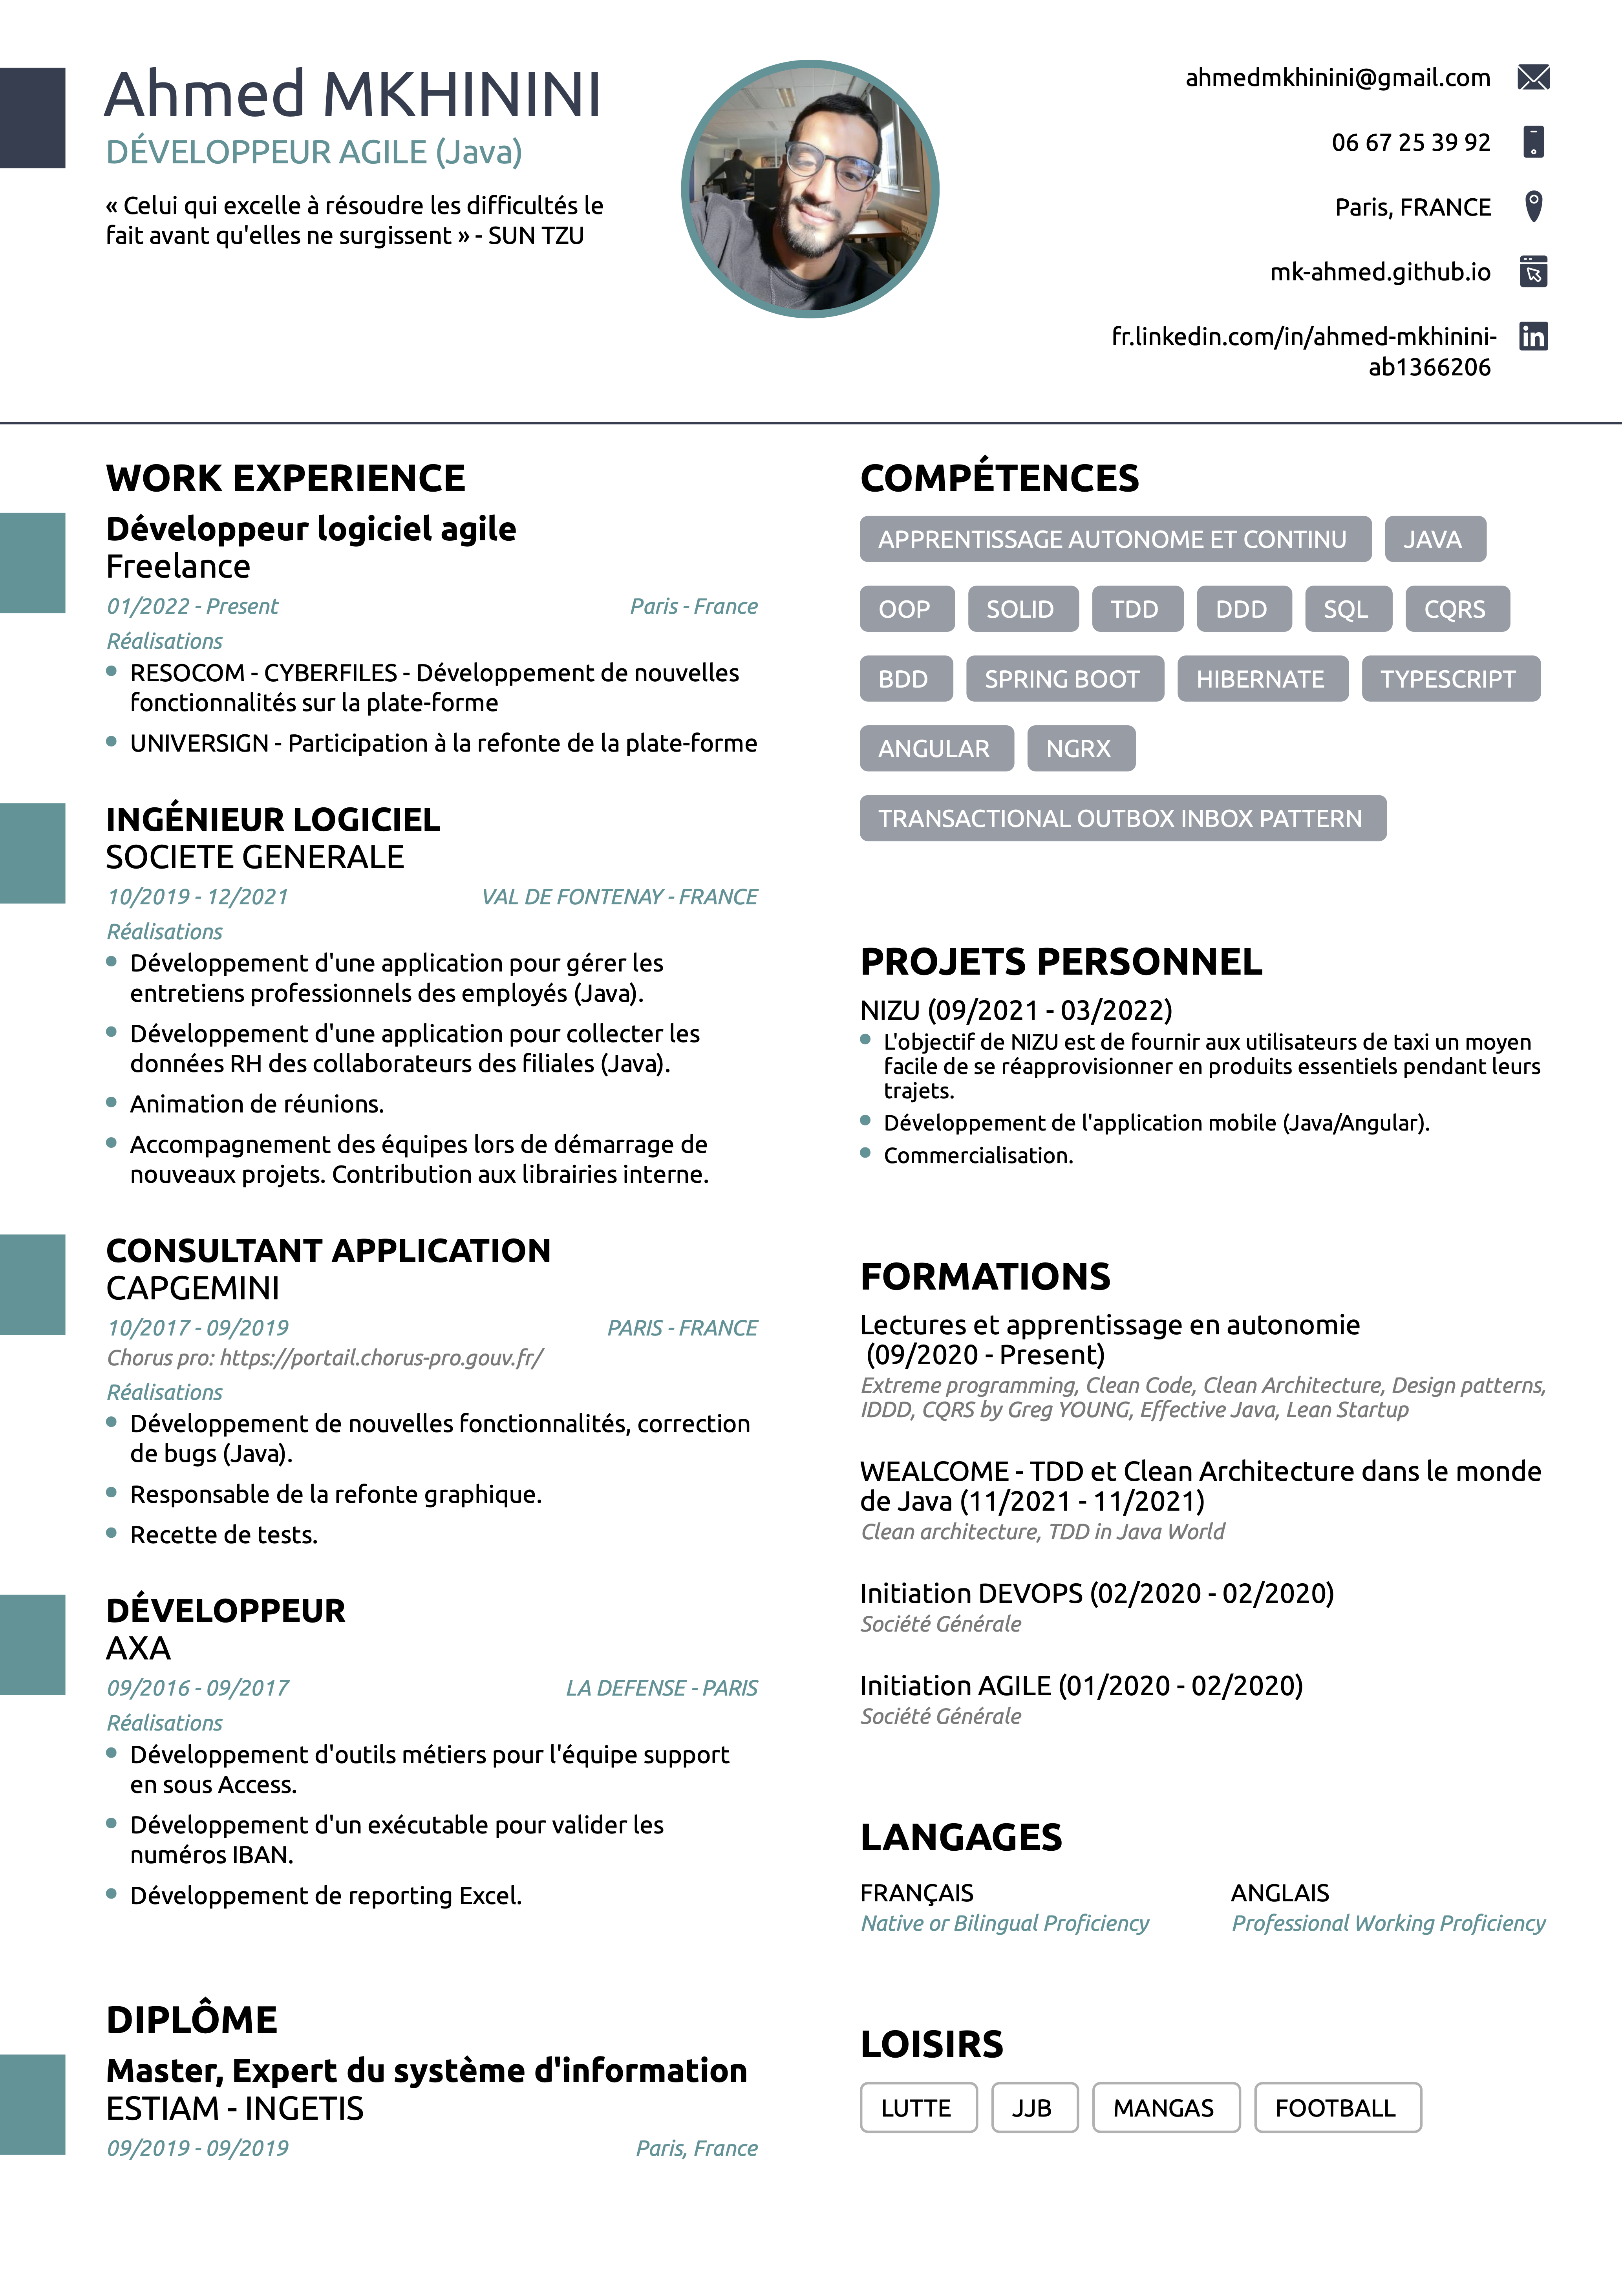 Ahmed MKHININI
DÉVELOPPEUR AGILE (Java)
« Celui qui excelle à résoudre les difficultés le
fait avant qu'elles ne surgissent » - SUN TZU
ahmedmkhinini@gmail.com
06 67 25 39 92
Paris, FRANCE
mk-ahmed.github.io
fr.linkedin.com/in/ahmed-mkhinini-
ab1366206
in
WORK EXPERIENCE
Développeur logiciel agile
Freelance
01/2022 - Present Paris - France
Réalisations
RESOCOM - CYBERFILES - Développement de nouvelles
fonctionnalités sur la plate-forme
UNIVERSIGN - Participation à la refonte de la plate-forme
INGÉNIEUR LOGICIEL
SOCIETE GENERALE
10/2019 - 12/2021 VAL DE FONTENAY - FRANCE
Réalisations
Développement d'une application pour gérer les
entretiens professionnels des employés (Java).
Développement d'une application pour collecter les
données RH des collaborateurs des filiales (Java).
Animation de réunions.
Accompagnement des équipes lors de démarrage de
nouveaux projets. Contribution aux librairies interne.
CONSULTANT APPLICATION
CAPGEMINI
10/2017 - 09/2019 PARIS - FRANCE
Chorus pro: https://portail.chorus-pro.gouv.fr/
Réalisations
Développement de nouvelles fonctionnalités, correction
de bugs (Java).
Responsable de la refonte graphique.
Recette de tests.
DÉVELOPPEUR
AXA
09/2016 - 09/2017 LA DEFENSE - PARIS
Réalisations
Développement d'outils métiers pour l'équipe support
en sous Access.
Développement d'un exécutable pour valider les
numéros IBAN.
Développement de reporting Excel.
DIPLÔME
Master, Expert du système d'information
ESTIAM - INGETIS
09/2019 - 09/2019 Paris, France
COMPÉTENCES
APPRENTISSAGE AUTONOME ET CONTINU JAVA
OOP SOLID TDD DDD SQL CQRS
BDD SPRING BOOT HIBERNATE TYPESCRIPT
ANGULAR NGRX
TRANSACTIONAL OUTBOX INBOX PATTERN
PROJETS PERSONNEL
NIZU (09/2021 - 03/2022)
L'objectif de NIZU est de fournir aux utilisateurs de taxi un moyen
facile de se réapprovisionner en produits essentiels pendant leurs
trajets.
Développement de l'application mobile (Java/Angular).
Commercialisation.
FORMATIONS
Lectures et apprentissage en autonomie
(09/2020 - Present)
Extreme programming, Clean Code, Clean Architecture, Design patterns,
IDDD, CQRS by Greg YOUNG, Effective Java, Lean Startup
WEALCOME - TDD et Clean Architecture dans le monde
de Java (11/2021 - 11/2021)
Clean architecture, TDD in Java World
Initiation DEVOPS (02/2020 - 02/2020)
Société Générale
Initiation AGILE (01/2020 - 02/2020)
Société Générale
LANGAGES
FRANÇAIS ANGLAIS
Native or Bilingual Proficiency Professional Working Proficiency
LOISIRS
LUTTE JJB MANGAS FOOTBALL